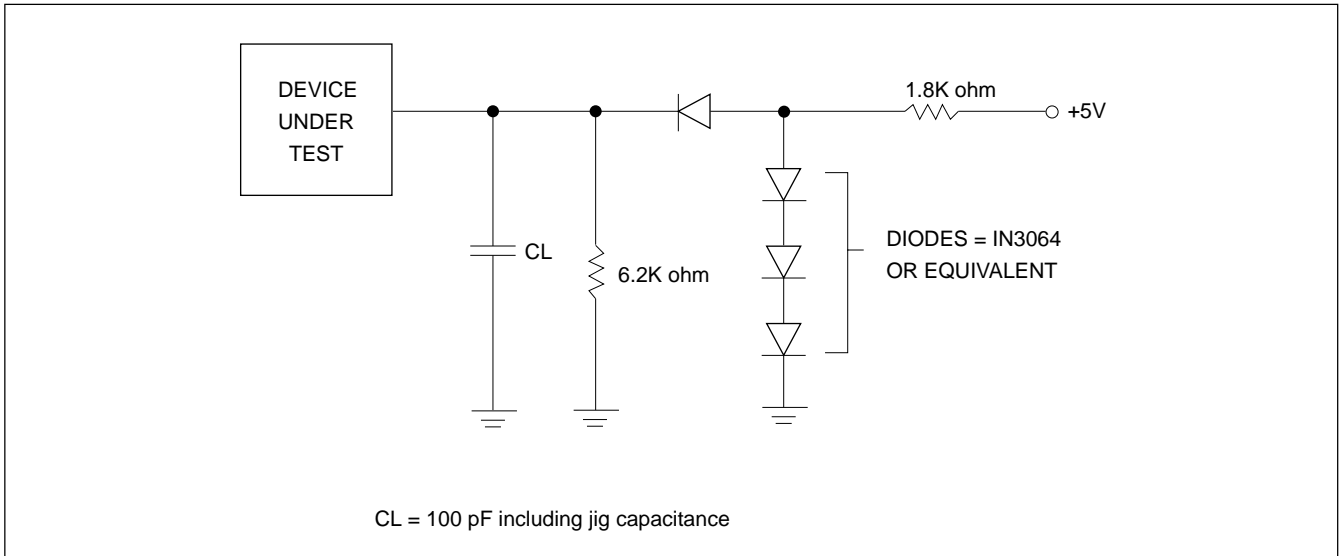 DEVICE
UNDER
TEST
1.8K ohm
+5V
CL
6.2K ohm
DIODES = IN3064
OR EQUIVALENT
CL = 100 pF including jig capacitance